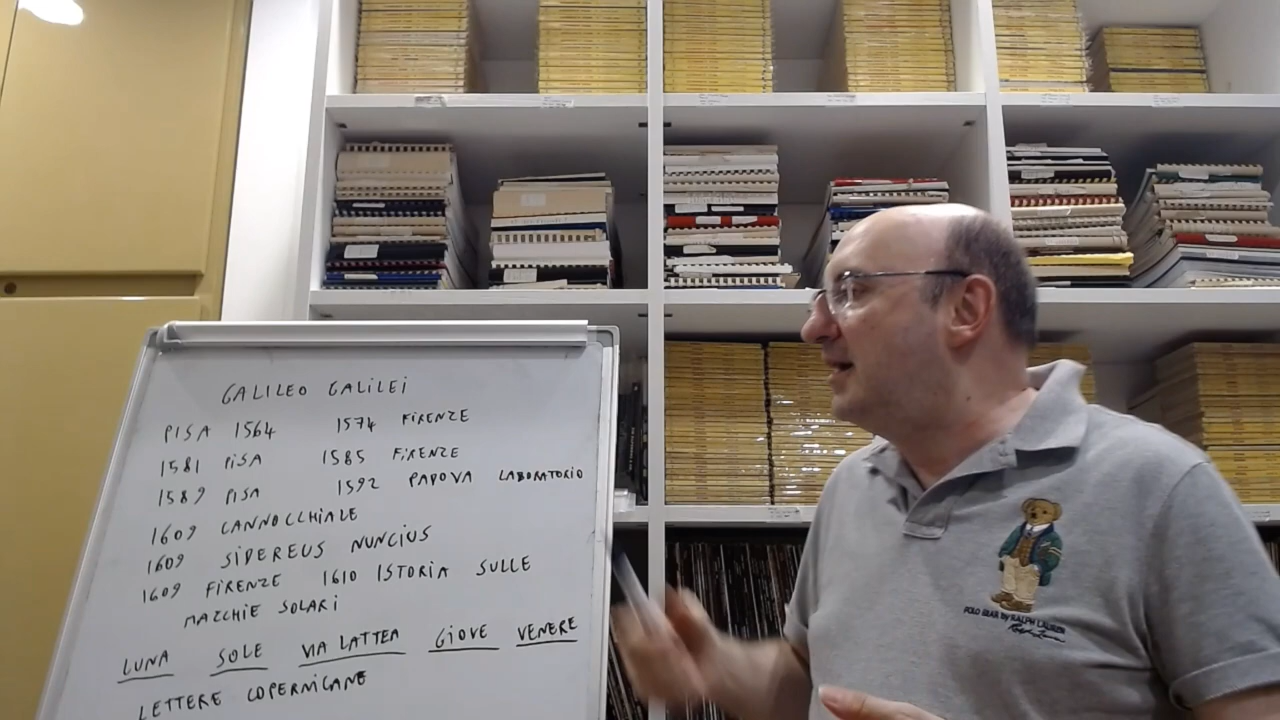 GALILEO GALILEI
PISA 1564 1574 FIRENZE
1581 PISA 1585 FIRENZE
1589 PISA 1592 PADOVA LABORATORIO
1609 CANNOCCHIALE
1609 SIDEREUS NUNCIUS
1609 FIRENZE 1610 ISTORIA SULLE
MACCHIE SOLARI
LUNA SOLE VIA LATTEA GIOVE VENERE
LETTERE COPERNICANE
POLO BEAR by RALPH LAUREN
Ralph Lauren